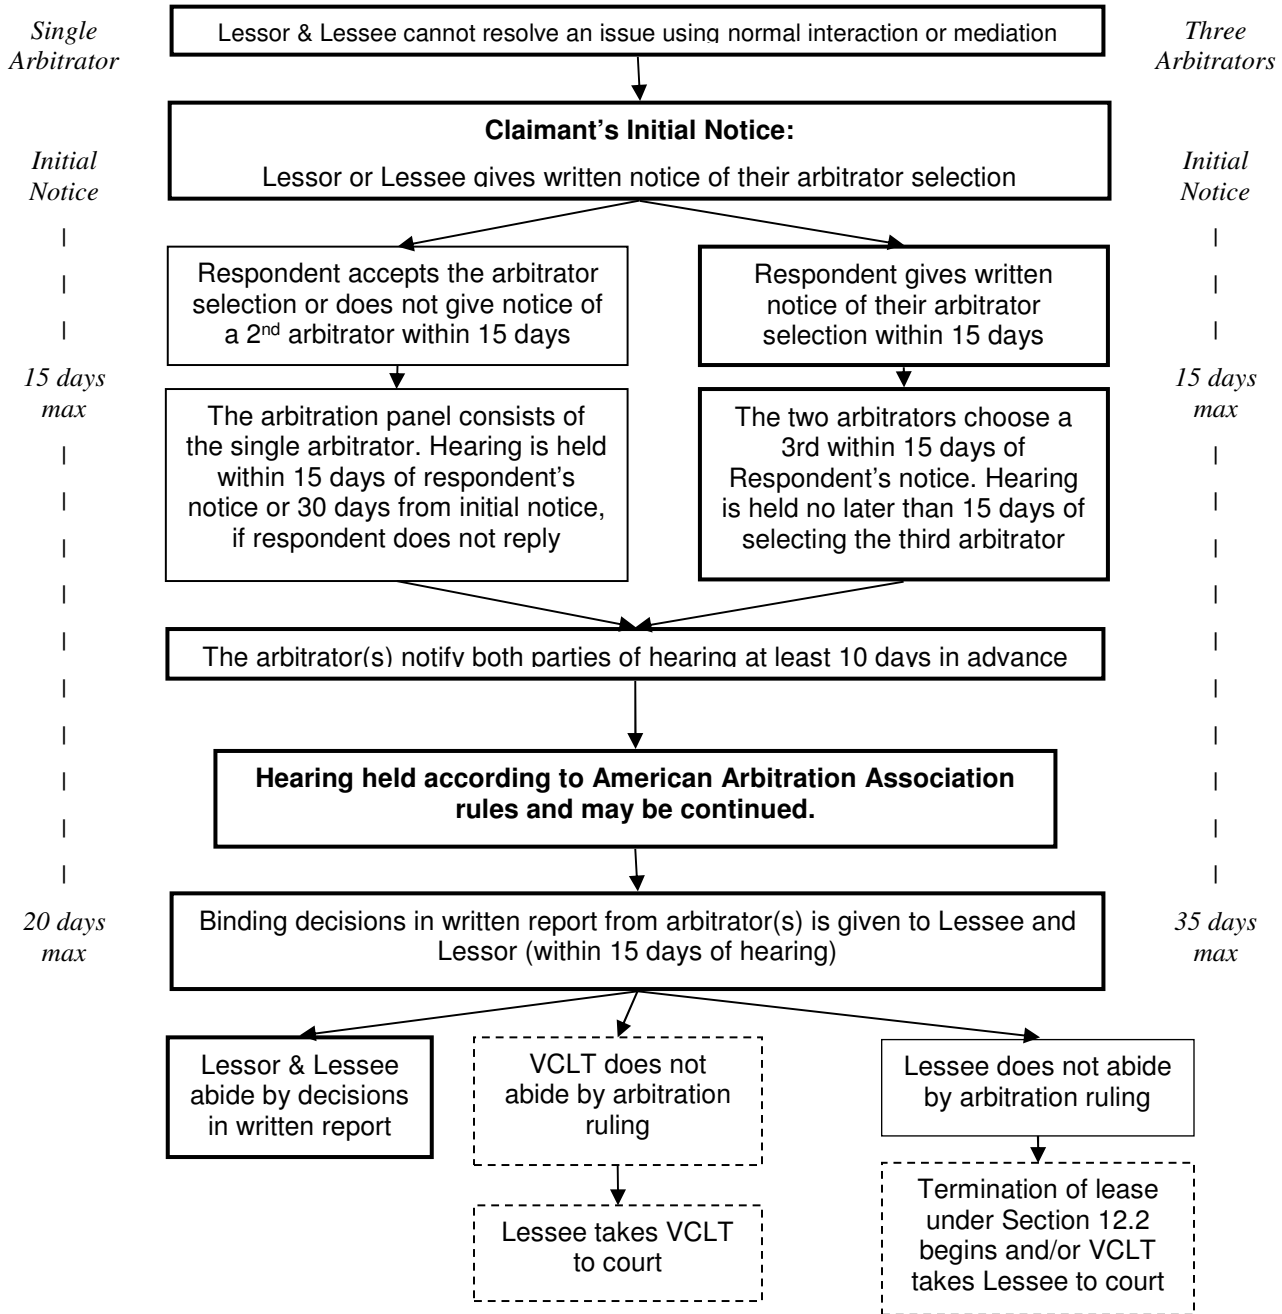 Single
Arbitrator
Lessor & Lessee cannot resolve an issue using normal interaction or mediation
Three
Arbitrators
Claimant's Initial Notice:
Lessor or Lessee gives written notice of their arbitrator selection
Initial
Notice
Initial
Notice
Respondent accepts the arbitrator
selection or does not give notice of
a 2nd arbitrator within 15 days
Respondent gives written
notice of their arbitrator
selection within 15 days
15 days
max
15 days
max
The arbitration panel consists of
the single arbitrator. Hearing is held
within 15 days of respondent's
notice or 30 days from initial notice,
if respondent does not reply
The two arbitrators choose a
3rd within 15 days of
Respondent's notice. Hearing
is held no later than 15 days of
selecting the third arbitrator
The arbitrator(s) notify both parties of hearing at least 10 days in advance
Hearing held according to American Arbitration Association
rules and may be continued.
20 days
max
Binding decisions in written report from arbitrator(s) is given to Lessee and
Lessor (within 15 days of hearing)
35 days
max
Lessor & Lessee
abide by decisions
in written report
VCLT does not
abide by arbitration
ruling
Lessee does not abide
by arbitration ruling
Lessee takes VCLT
to court
Termination of lease
under Section 12.2
begins and/or VCLT
takes Lessee to court